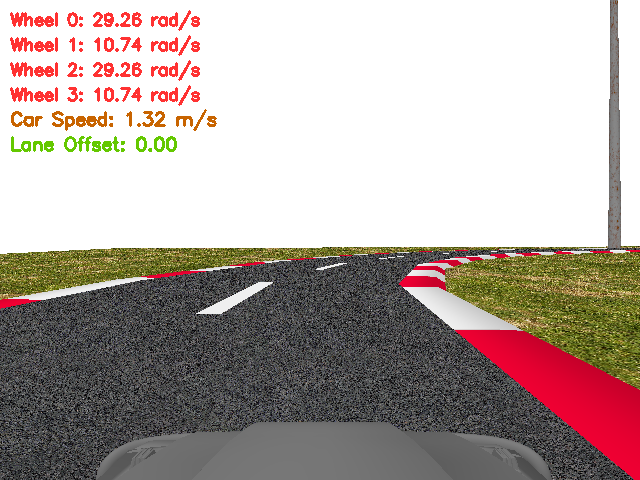 Wheel 0: 29.26 rad/s
Wheel 1: 10.74 rad/s
Wheel 2: 29.26 rad/s
Wheel 3: 10.74 rad/s
Car Speed: 1.32 m/s
Lane Offset: 0.00